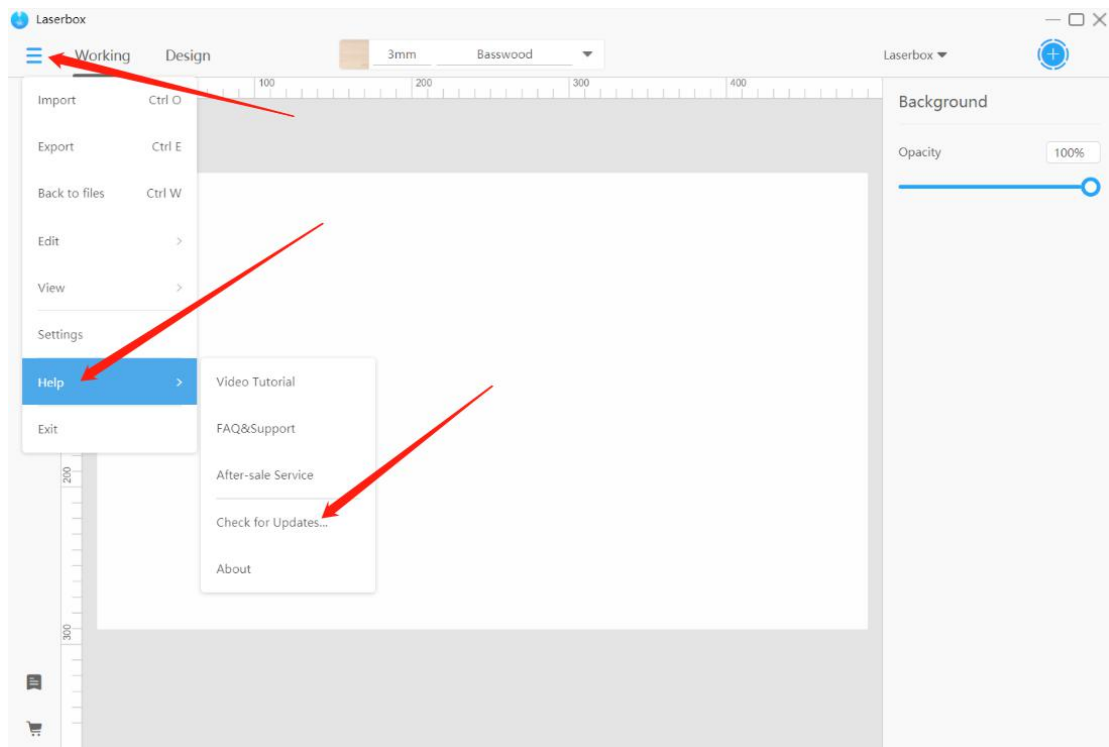 Laserbox
Working Design 3mm Basswood Laserbox
Import Ctrl O
Export Ctrl E
Back to files Ctrl W
Edit
View
Settings
Help
Exit
Video Tutorial
FAQ&Support
After-sale Service
Check for Updates...
About
100 200 300 400
200
300
Background
Opacity 100%